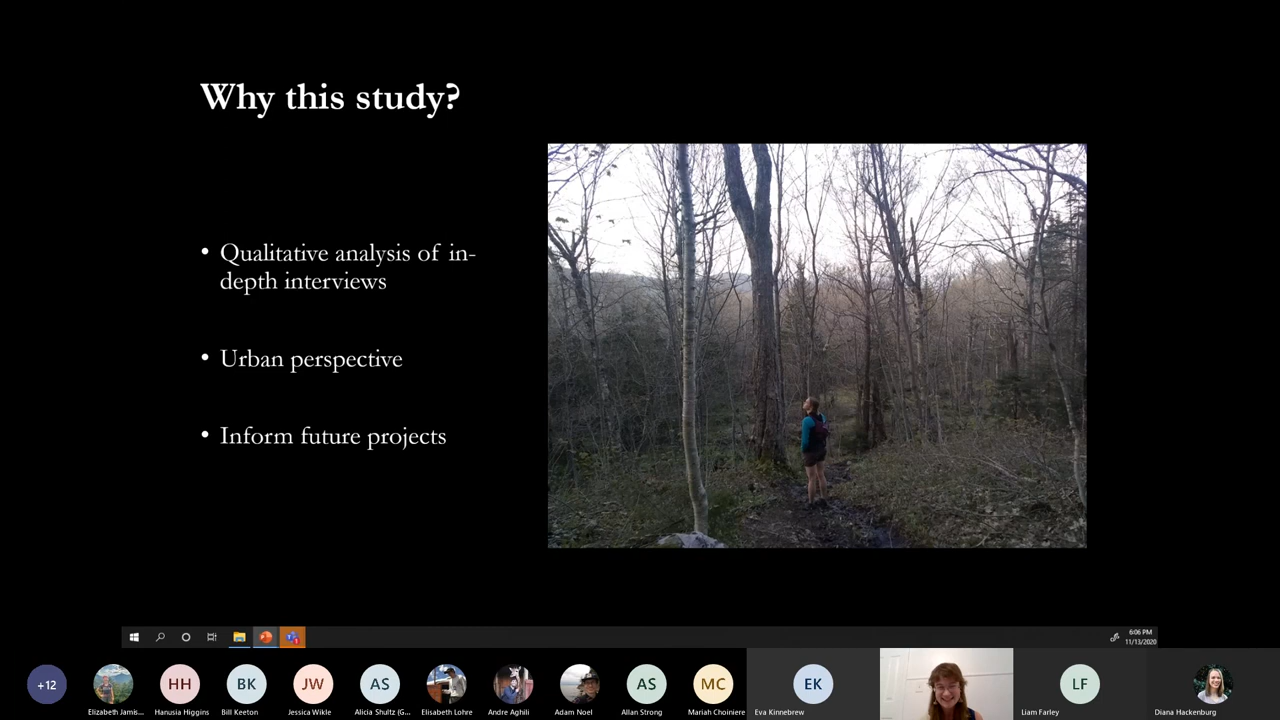 Why this study?
• Qualitative analysis of in-
depth interviews
• Urban perspective
• Inform future projects
6:06 PM
11/13/2020
+12
HH
BK
JW
AS
AS
MC
EK
LF
Elizabeth Jamis...
Hanusia Higgins
Bill Keeton
Jessica Wikle
Alicia Shultz (G...
Elisabeth Lohre
Andre Aghili
Adam Noel
Allan Strong
Mariah Choiniere
Eva Kinnebrew
Liam Farley
Diana Hackenburg